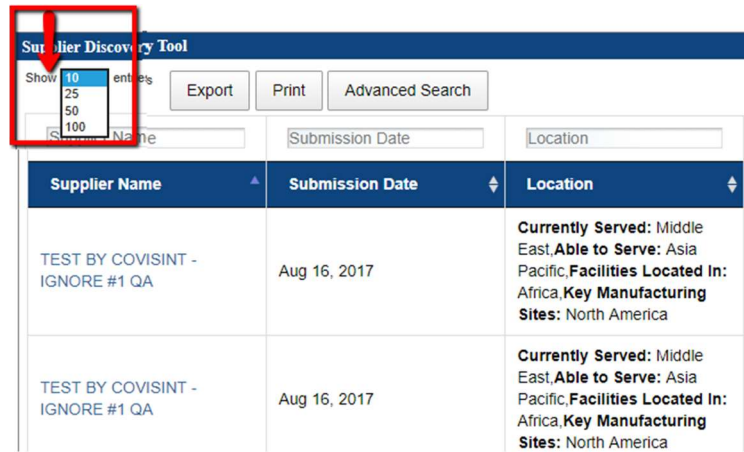 Supplier Discovery Tool
Show 10 entries Export Print Advanced Search
25
50
100
Supplier Name Submission Date Location
Supplier Name Submission Date Location
TEST BY COVISINT -
IGNORE #1 QA
Aug 16, 2017
Currently Served: Middle
East,Able to Serve: Asia
Pacific,Facilities Located In:
Africa,Key Manufacturing
Sites: North America
TEST BY COVISINT -
IGNORE #1 QA
Aug 16, 2017
Currently Served: Middle
East,Able to Serve: Asia
Pacific,Facilities Located In:
Africa,Key Manufacturing
Sites: North America